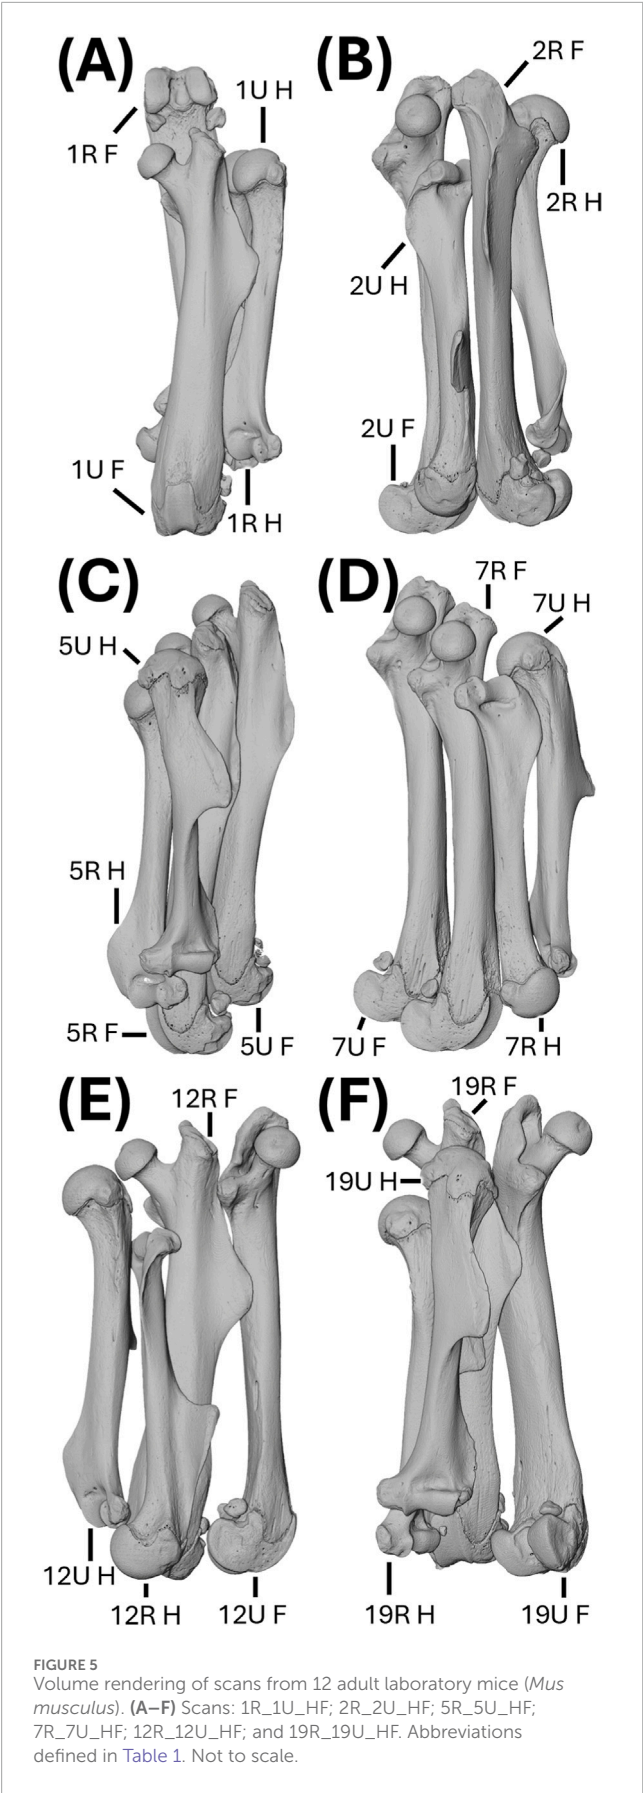 (A)
1R F
1U H
1U F
1R H
(B)
2R F
2R H
2U H
2U F
(C)
5U H
5R H
5R F
5U F
(D)
7R F
7U H
7U F
7R H
(E)
12R F
12U H
12R H
12U F
(F)
19R F
19U H
19R H
19U F
FIGURE 5
Volume rendering of scans from 12 adult laboratory mice (Mus
musculus). (A–F) Scans: 1R_1U_HF; 2R_2U_HF; 5R_5U_HF;
7R_7U_HF; 12R_12U_HF; and 19R_19U_HF. Abbreviations
defined in Table 1. Not to scale.